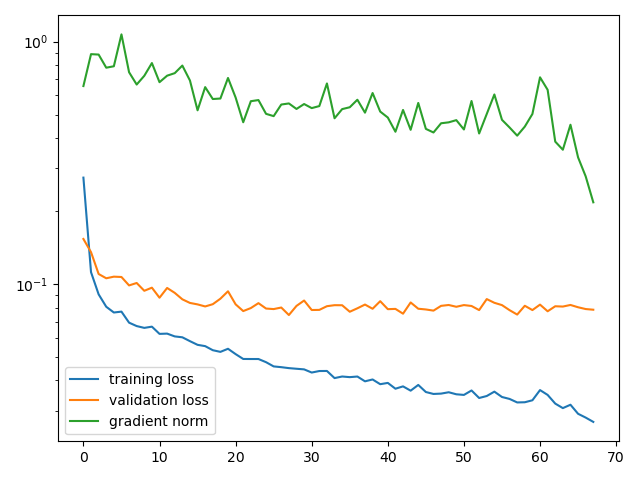 10⁰
10⁻¹
training loss
validation loss
gradient norm
0 10 20 30 40 50 60 70